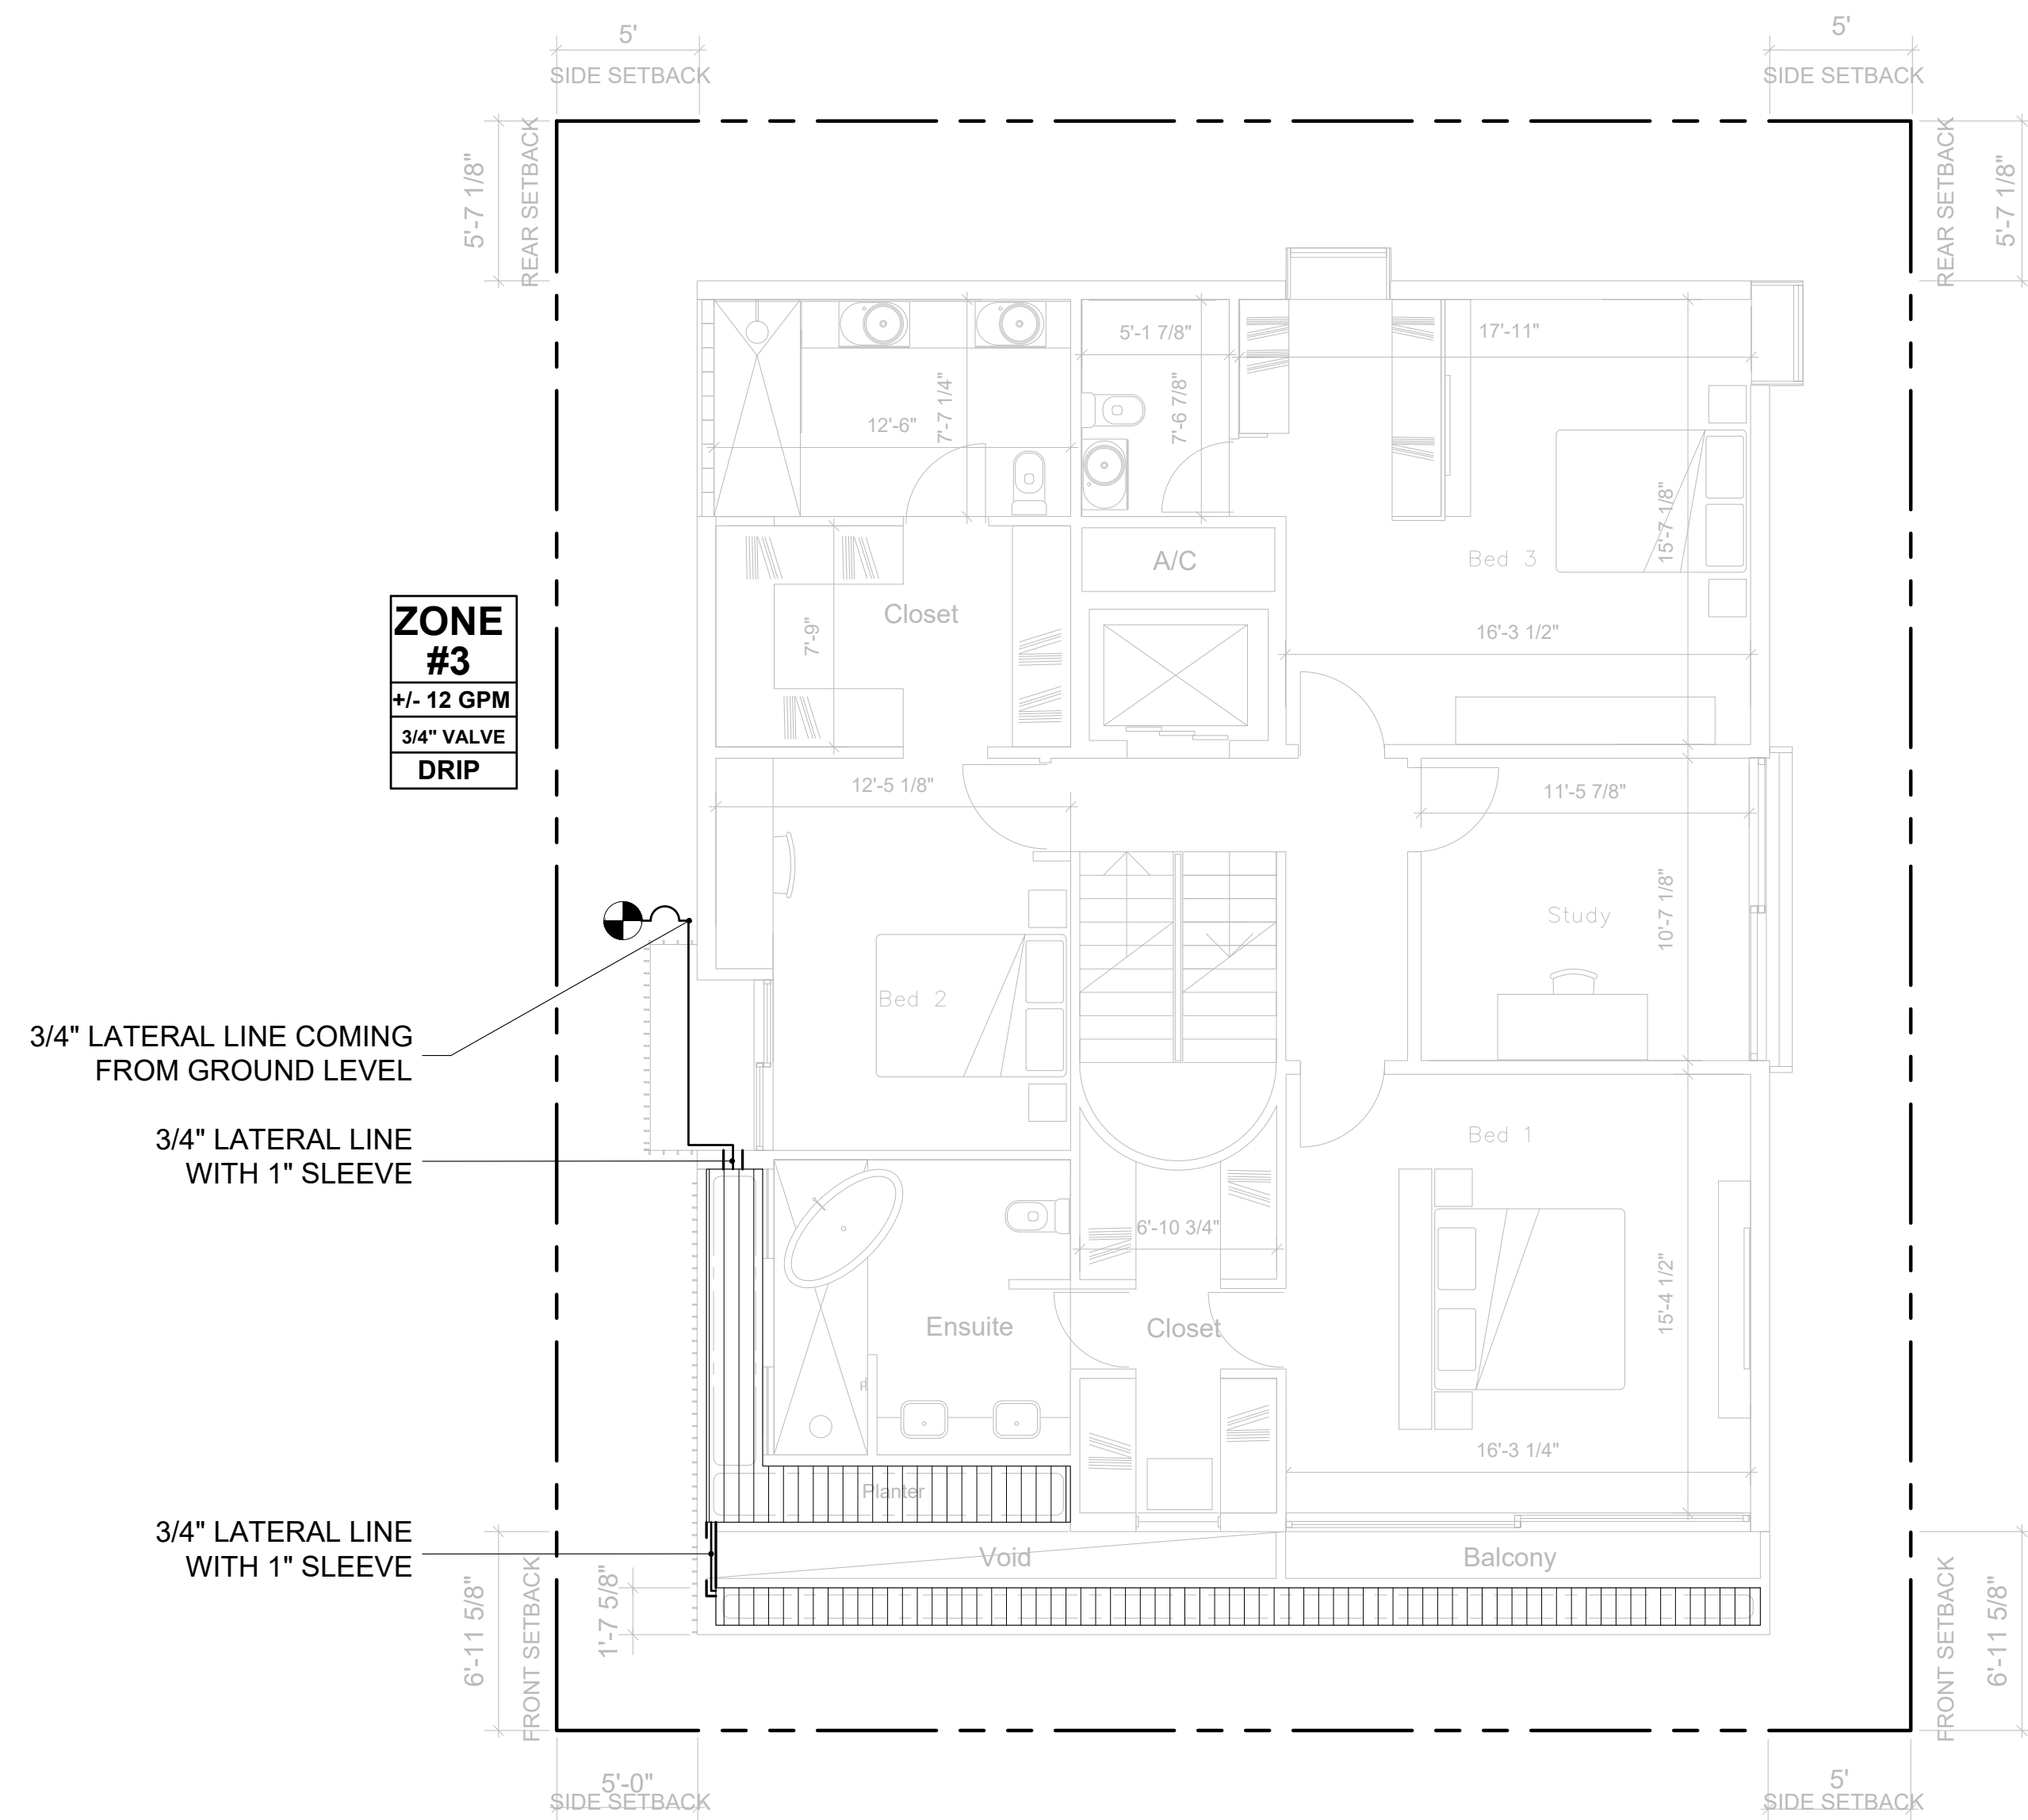 5'
SIDE SETBACK
5'
SIDE SETBACK
5'-7 1/8"
REAR SETBACK
REAR SETBACK
5'-7 1/8"
5'-1 7/8"
17'-11"
12'-6"
7'-7 1/4"
7'-6 7/8"
A/C
Bed 3
15'-7 1/8"
Closet
7'-9"
16'-3 1/2"
ZONE
#3
+/- 12 GPM
3/4" VALVE
DRIP
12'-5 1/8"
11'-5 7/8"
Study
10'-7 1/8"
Bed 2
3/4" LATERAL LINE COMING
FROM GROUND LEVEL
3/4" LATERAL LINE
WITH 1" SLEEVE
Bed 1
6'-10 3/4"
Ensuite
Closet
15'-4 1/2"
16'-3 1/4"
Planter
3/4" LATERAL LINE
WITH 1" SLEEVE
Void
Balcony
6'-11 5/8"
FRONT SETBACK
1'-7 5/8"
FRONT SETBACK
6'-11 5/8"
5'-0"
SIDE SETBACK
5'
SIDE SETBACK